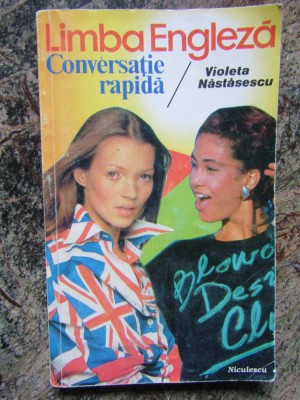 Limba Engleză
Conversaţie
rapidă
/
Violeta
Năstăsescu
Niculescu